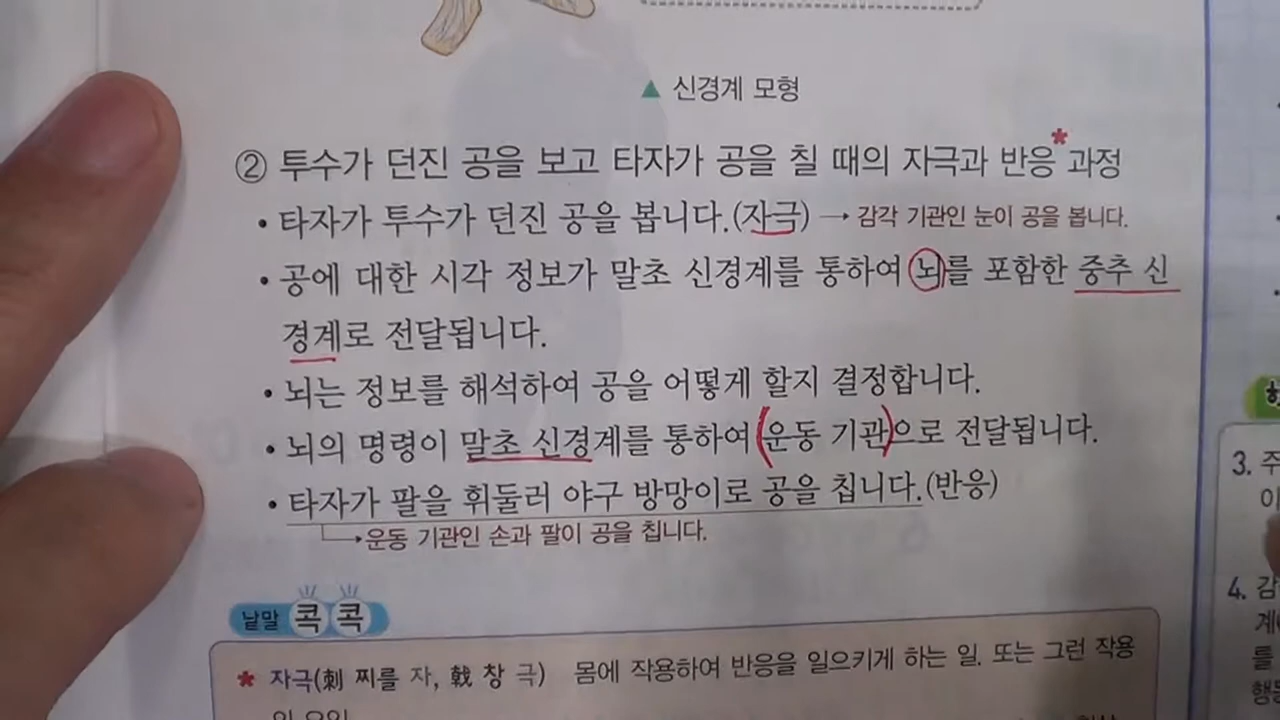 ▲ 신경계 모형
② 투수가 던진 공을 보고 타자가 공을 칠 때의 자극과 반응* 과정
• 타자가 투수가 던진 공을 봅니다.(자극) → 감각 기관인 눈이 공을 봅니다.
• 공에 대한 시각 정보가 말초 신경계를 통하여 뇌를 포함한 중추 신
경계로 전달됩니다.
• 뇌는 정보를 해석하여 공을 어떻게 할지 결정합니다.
• 뇌의 명령이 말초 신경계를 통하여 (운동 기관)으로 전달됩니다.
• 타자가 팔을 휘둘러 야구 방망이로 공을 칩니다.(반응)
→운동 기관인 손과 팔이 공을 칩니다.
낱말 콕콕
* 자극(刺 찌를 자, 戟 창 극) 몸에 작용하여 반응을 일으키게 하는 일. 또는 그런 작용
3. 주
4. 감